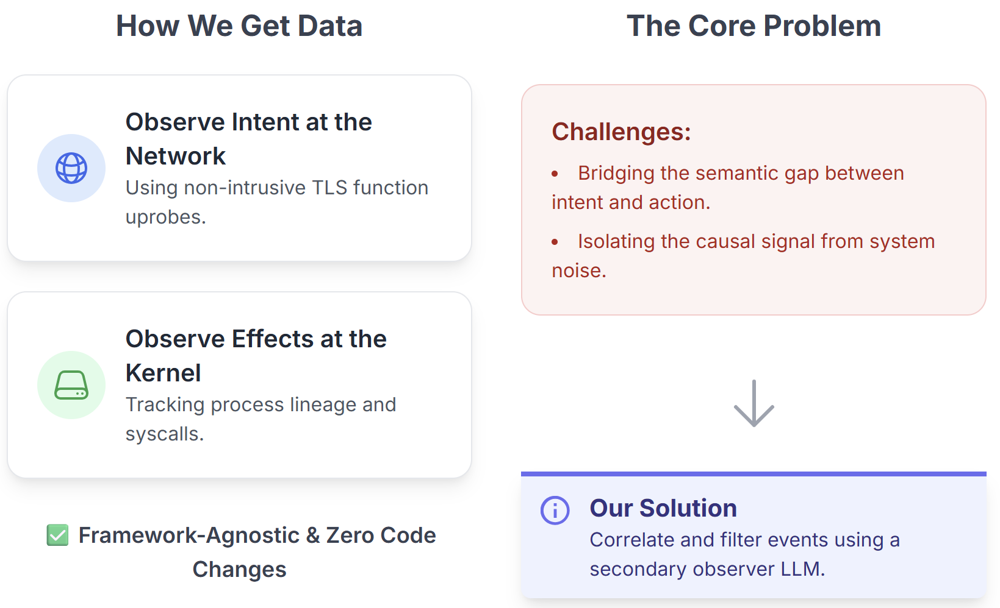 How We Get Data
Observe Intent at the
Network
Using non-intrusive TLS function
uprobes.
Observe Effects at the
Kernel
Tracking process lineage and
syscalls.
✅ Framework-Agnostic & Zero Code
Changes
The Core Problem
Challenges:
• Bridging the semantic gap between
intent and action.
• Isolating the causal signal from system
noise.
Our Solution
Correlate and filter events using a
secondary observer LLM.